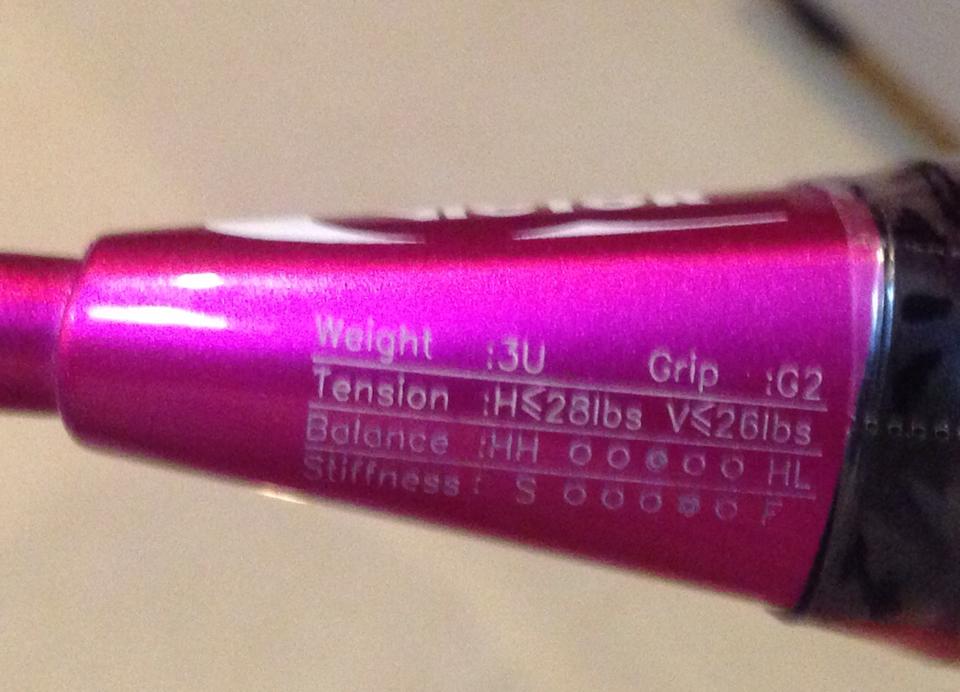 Weight :3U Grip :G2
Tension :H≤28lbs V≤26lbs
Balance :HH ○○●○○ HL
Stiffness: S ○○○●○ F